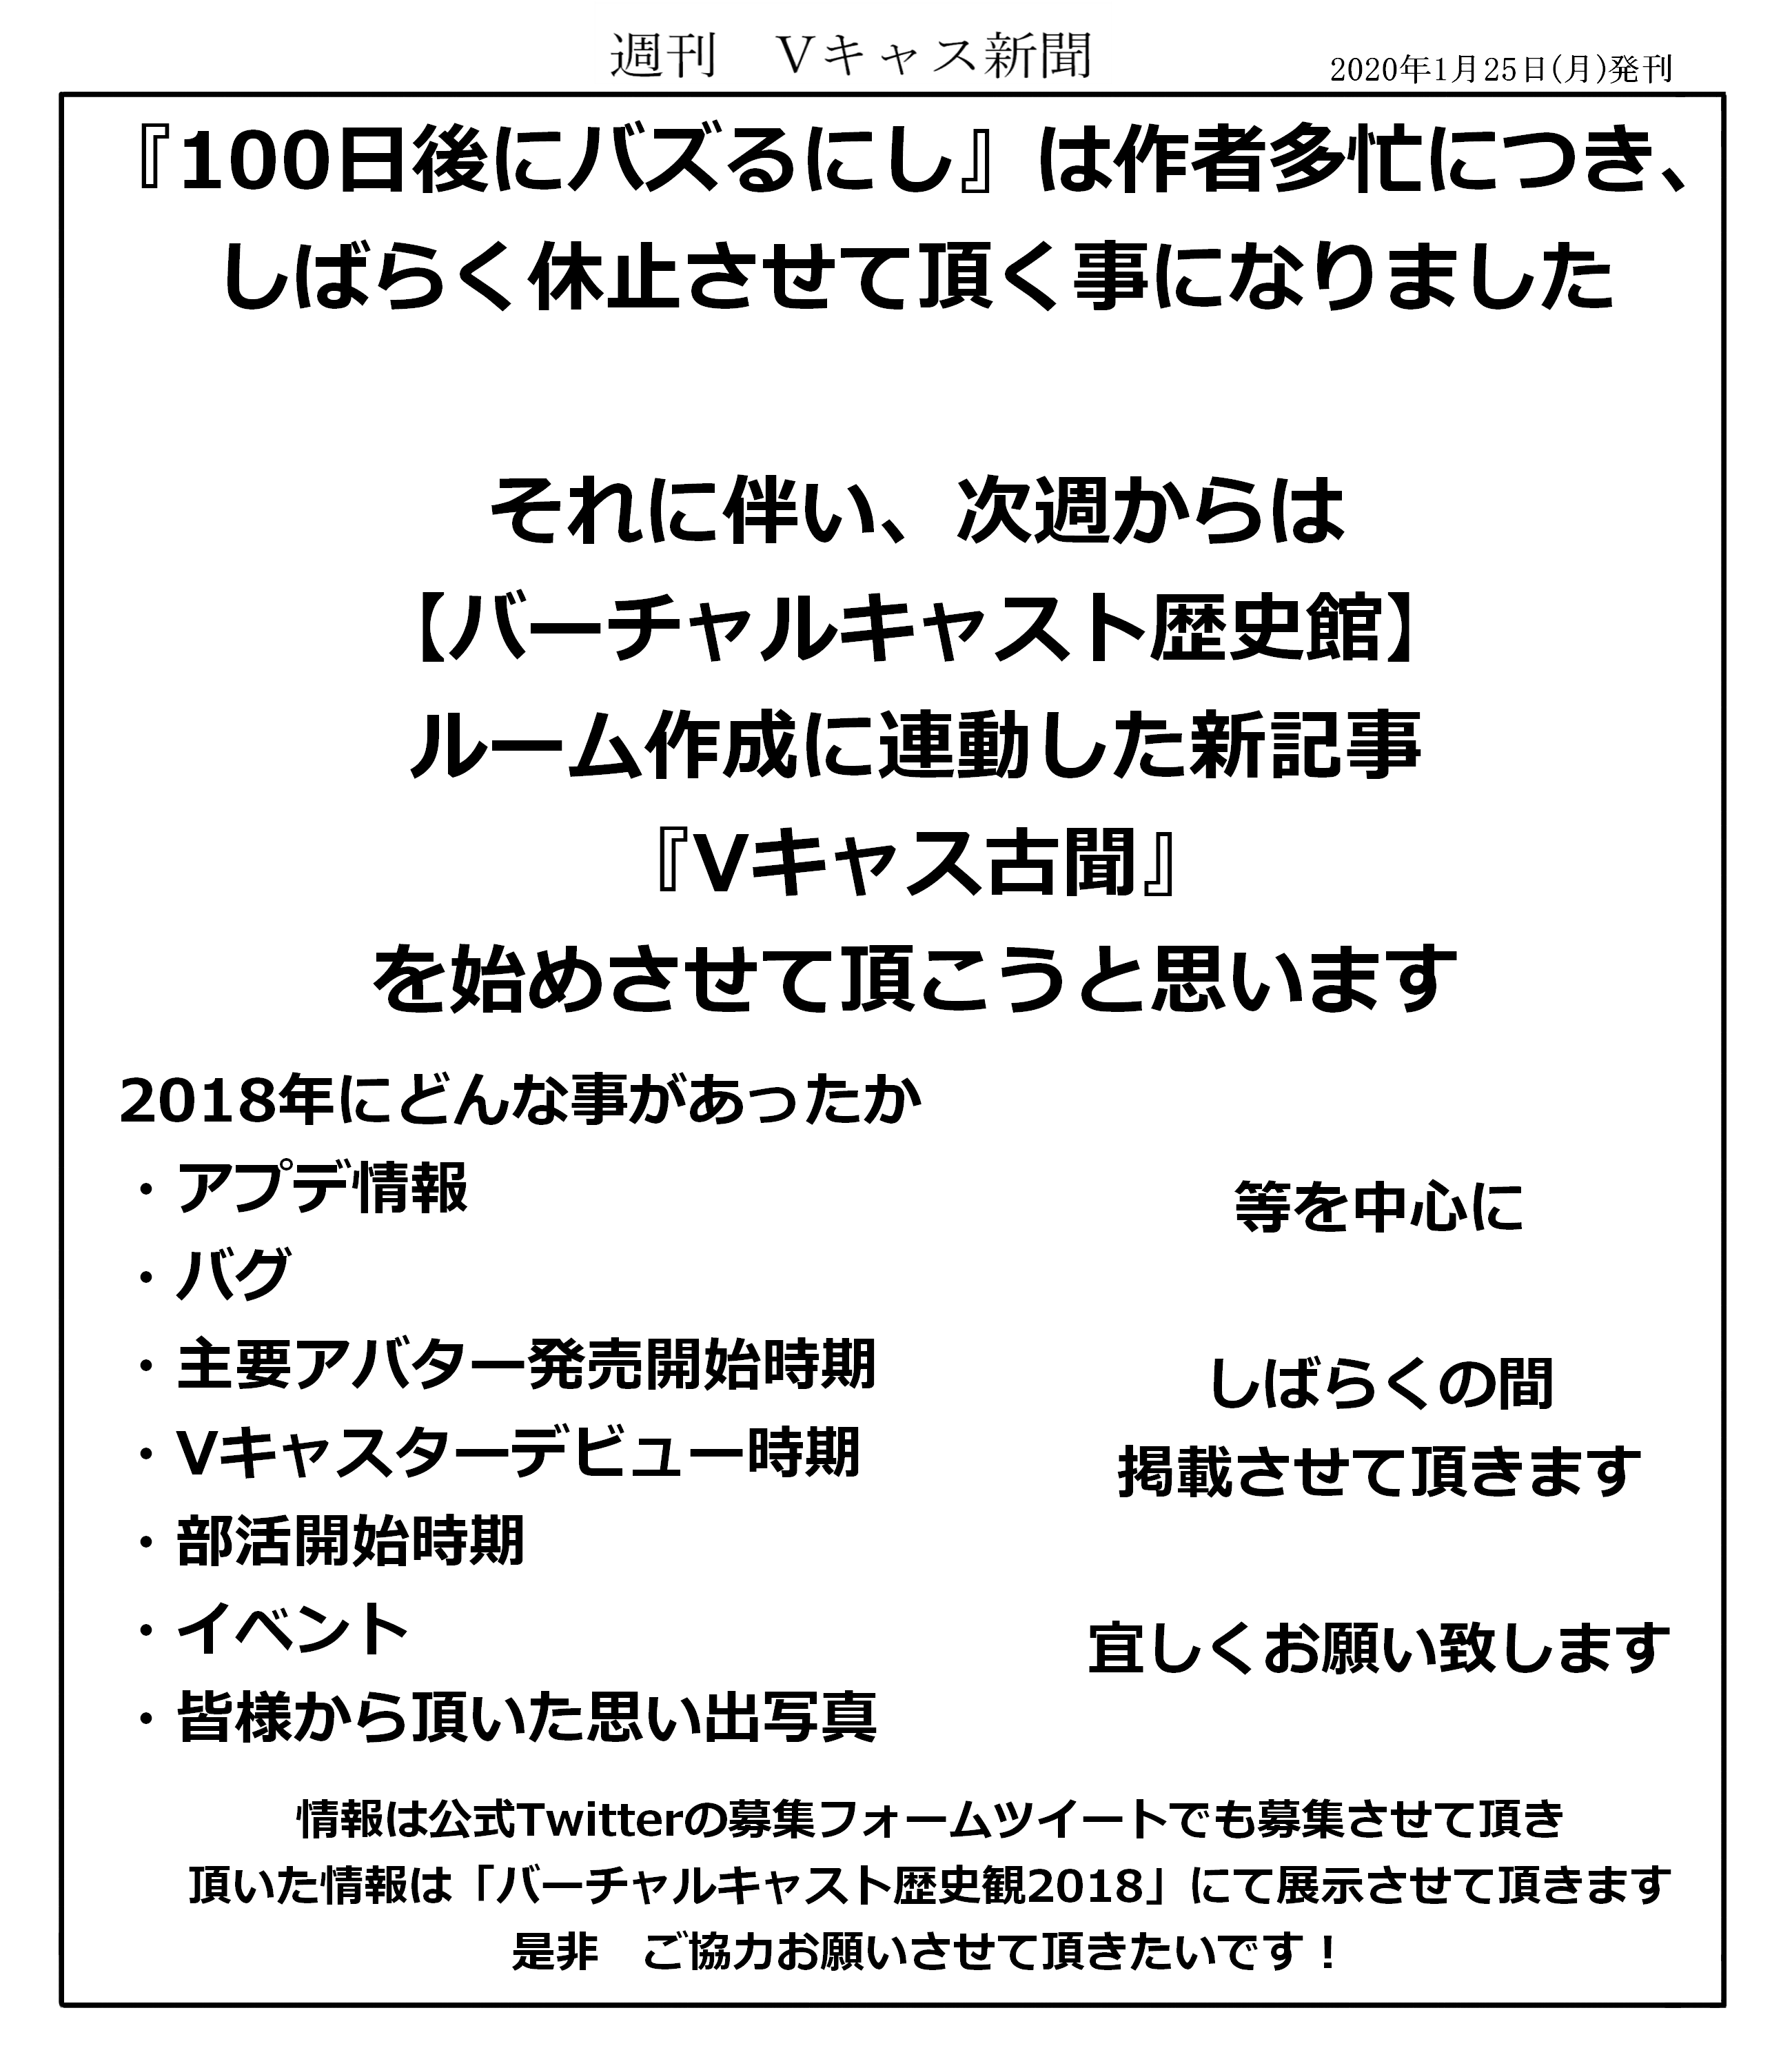 週刊　Vキャス新聞
2020年1月25日(月)発刊
『100日後にバズるにし』は作者多忙につき、
しばらく休止させて頂く事になりました
それに伴い、次週からは
【バーチャルキャスト歴史館】
ルーム作成に連動した新記事
『Vキャス古聞』
を始めさせて頂こうと思います
2018年にどんな事があったか
・アプデ情報
・バグ
・主要アバター発売開始時期
・Vキャスターデビュー時期
・部活開始時期
・イベント
・皆様から頂いた思い出写真
等を中心に
しばらくの間
掲載させて頂きます
宜しくお願い致します
情報は公式Twitterの募集フォームツイートでも募集させて頂き
頂いた情報は「バーチャルキャスト歴史観2018」にて展示させて頂きます
是非　ご協力お願いさせて頂きたいです！